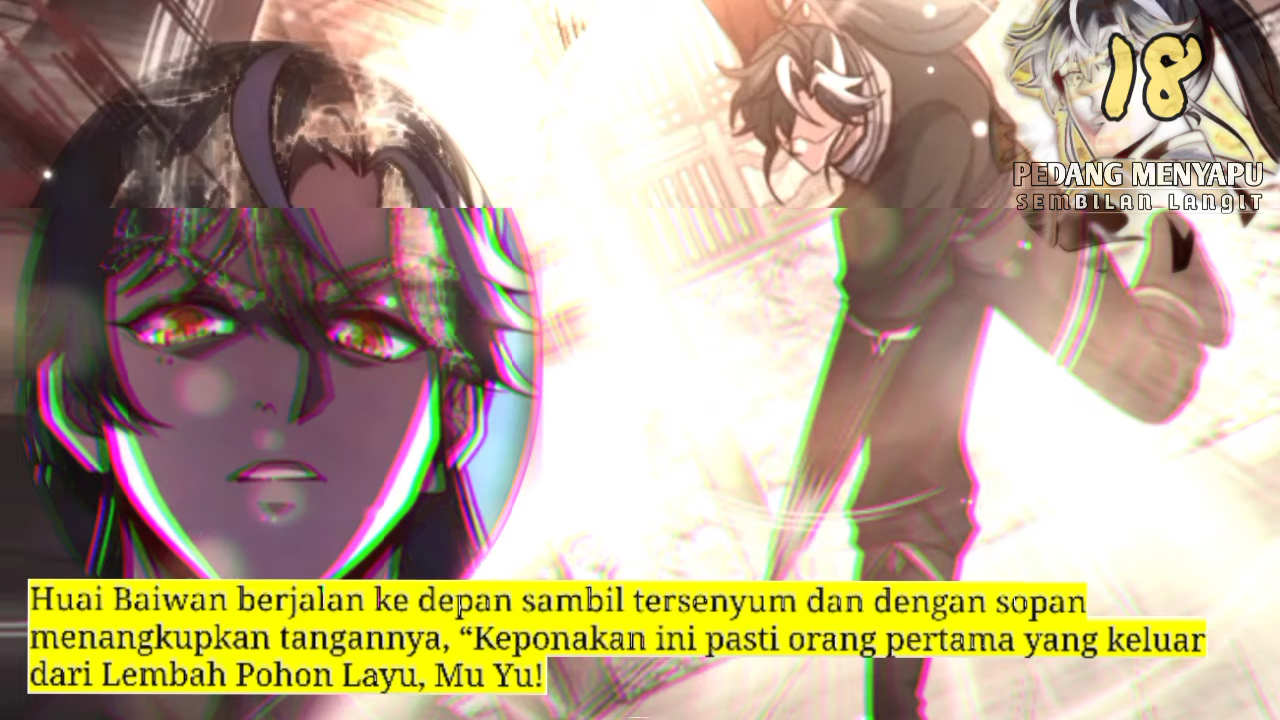 18
PEDANG MENYAPU
SEMBILAN LANGIT
Huai Baiwan berjalan ke depan sambil tersenyum dan dengan sopan
menangkupkan tangannya, “Keponakan ini pasti orang pertama yang keluar
dari Lembah Pohon Layu, Mu Yu!